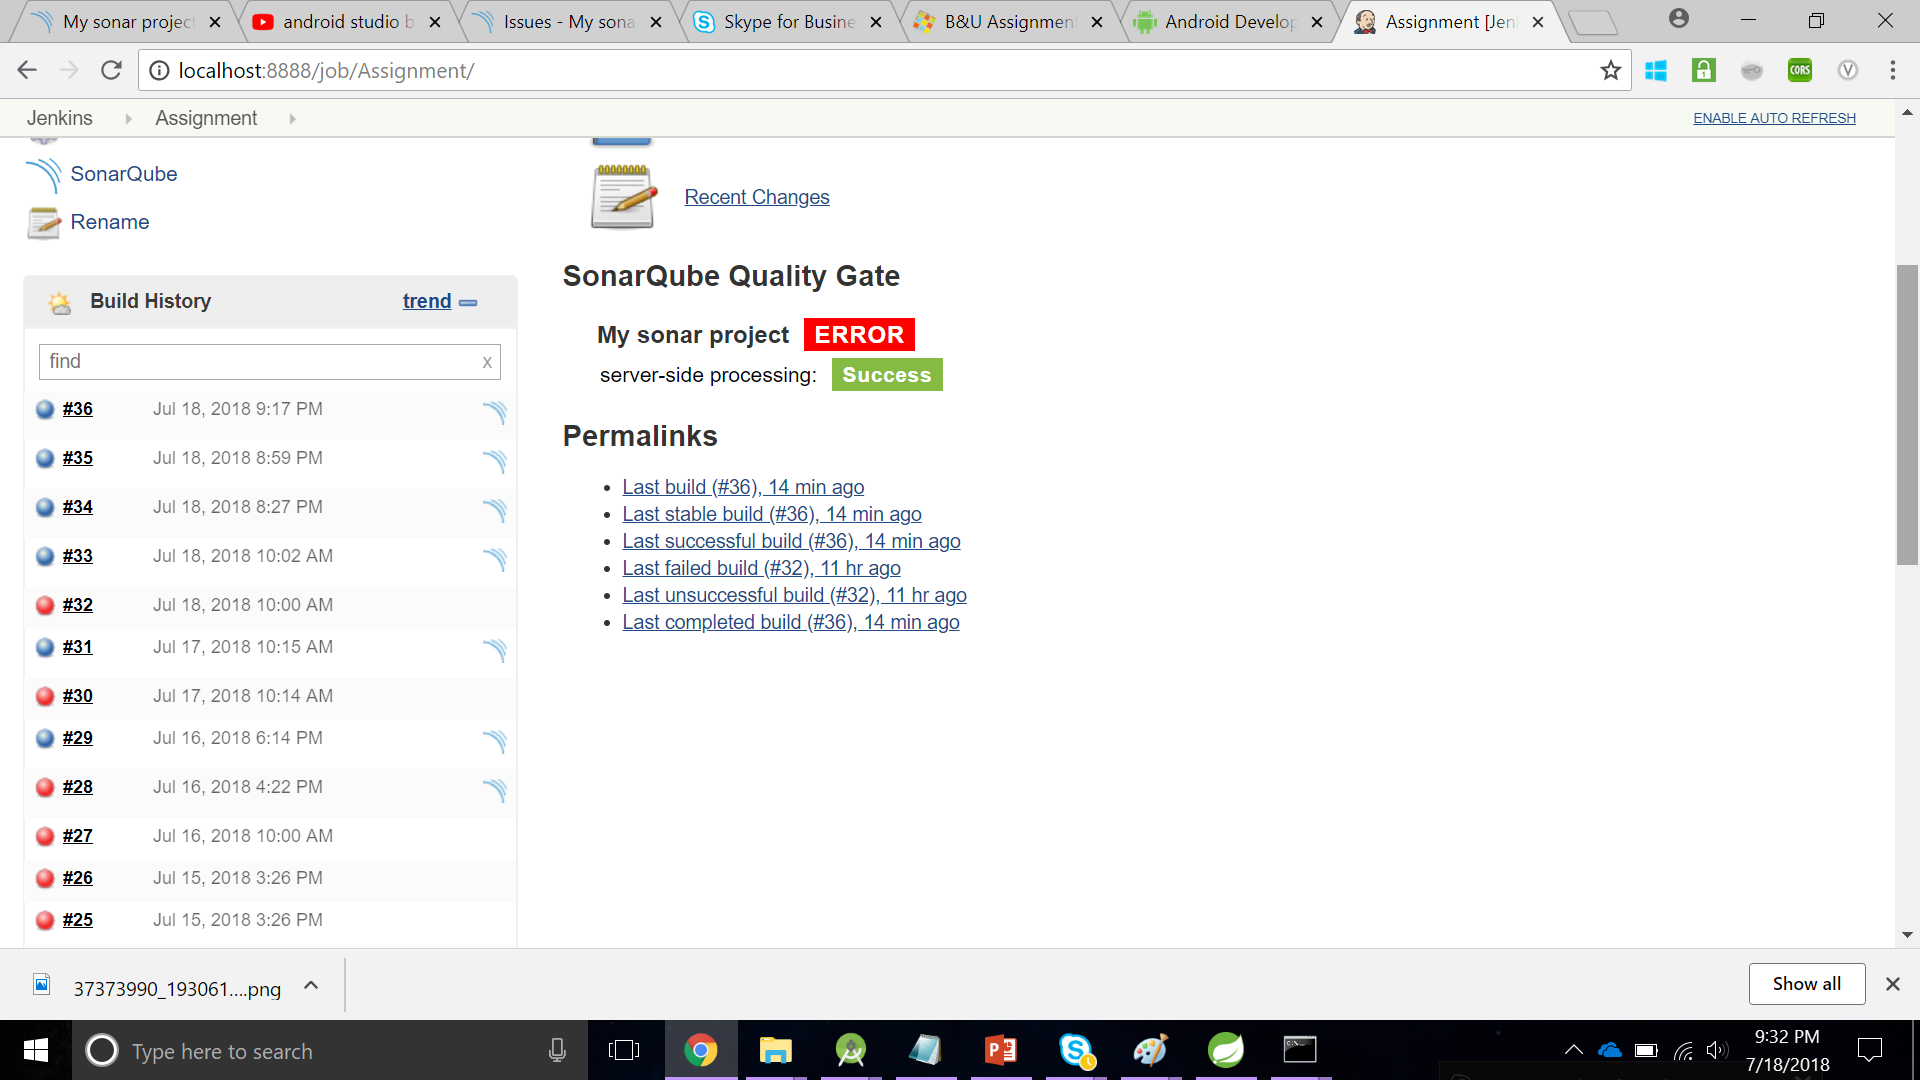 My sonar project
android studio b
Issues - My sona
Skype for Busine
B&U Assignmen
Android Develop
Assignment [Jen
localhost:8888/job/Assignment/
CORS
V
Jenkins
Assignment
ENABLE AUTO REFRESH
SonarQube
Rename
Recent Changes
Build History
trend
find
x
#36 Jul 18, 2018 9:17 PM
#35 Jul 18, 2018 8:59 PM
#34 Jul 18, 2018 8:27 PM
#33 Jul 18, 2018 10:02 AM
#32 Jul 18, 2018 10:00 AM
#31 Jul 17, 2018 10:15 AM
#30 Jul 17, 2018 10:14 AM
#29 Jul 16, 2018 6:14 PM
#28 Jul 16, 2018 4:22 PM
#27 Jul 16, 2018 10:00 AM
#26 Jul 15, 2018 3:26 PM
#25 Jul 15, 2018 3:26 PM
SonarQube Quality Gate
My sonar project ERROR
server-side processing: Success
Permalinks
Last build (#36), 14 min ago
Last stable build (#36), 14 min ago
Last successful build (#36), 14 min ago
Last failed build (#32), 11 hr ago
Last unsuccessful build (#32), 11 hr ago
Last completed build (#36), 14 min ago
37373990_193061....png
Show all
Type here to search
9:32 PM
7/18/2018